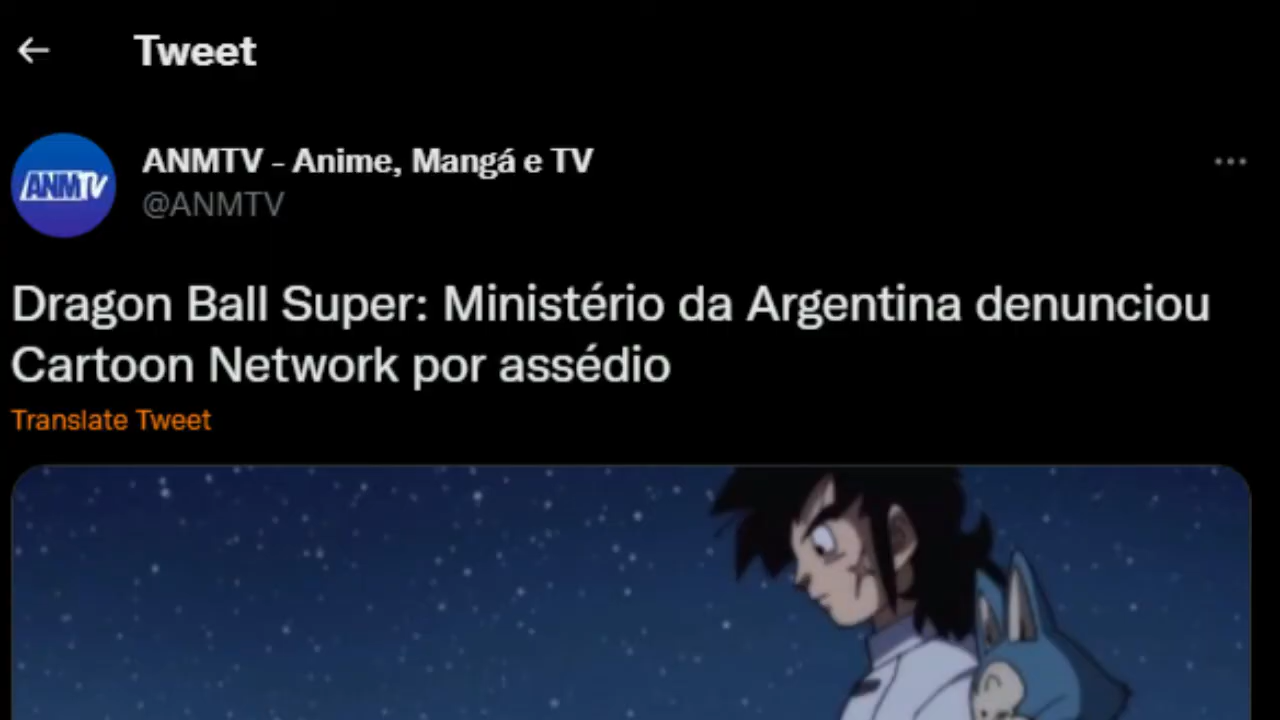 Tweet
ANMTV
ANMTV - Anime, Mangá e TV
@ANMTV
Dragon Ball Super: Ministério da Argentina denunciou
Cartoon Network por assédio
Translate Tweet